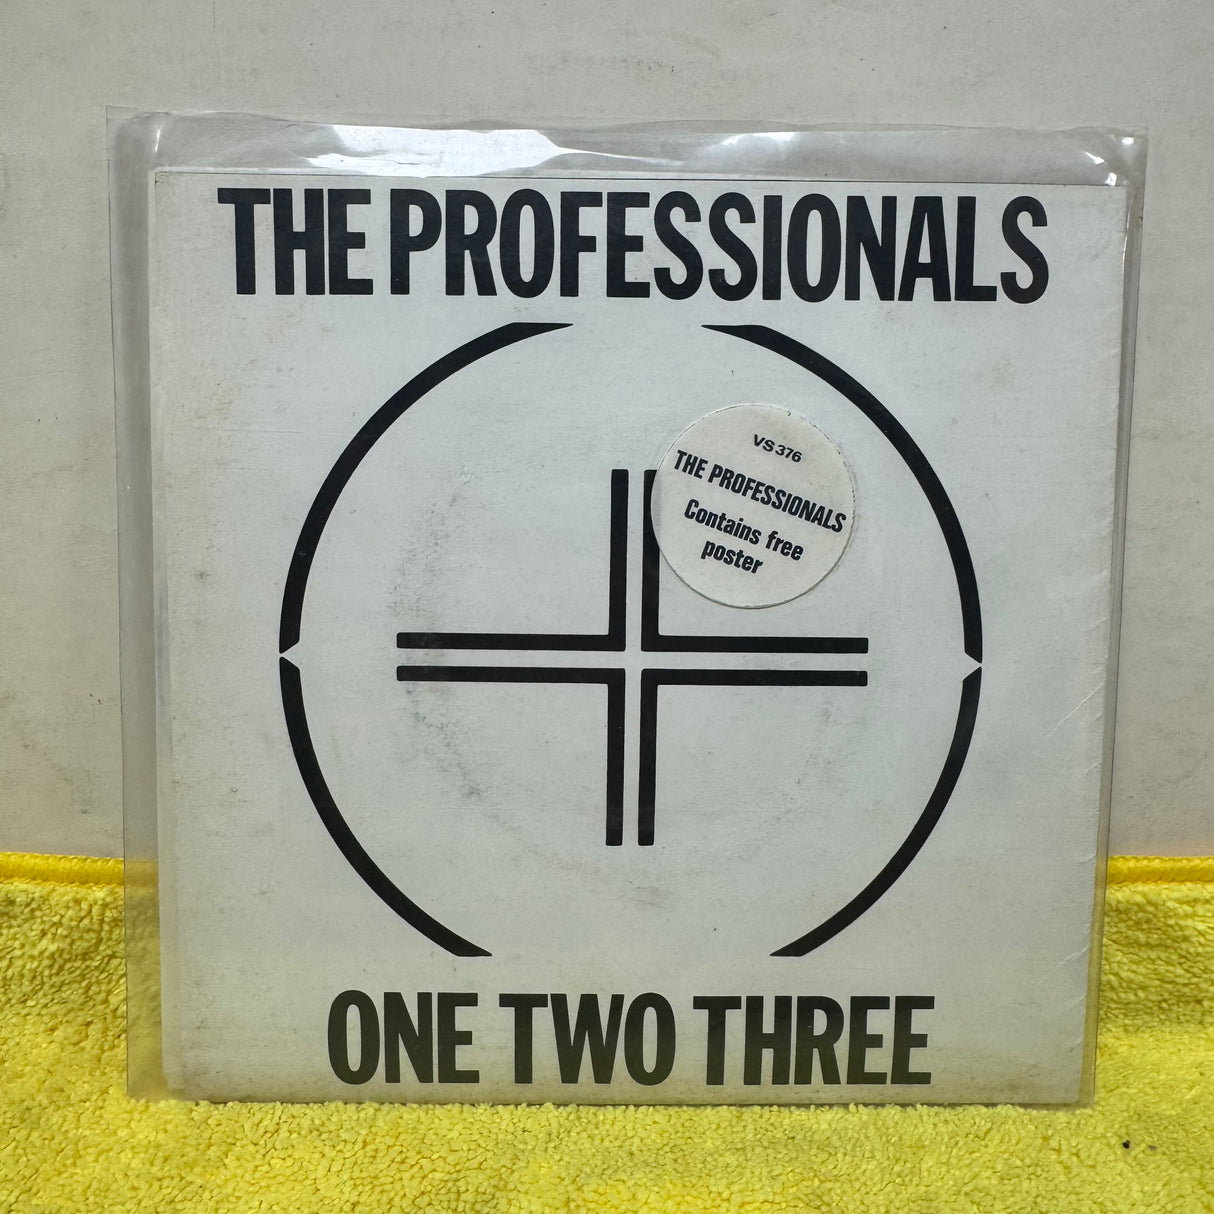 THE PROFESSIONALS
VS 376
THE PROFESSIONALS
Contains free
poster
ONE TWO THREE